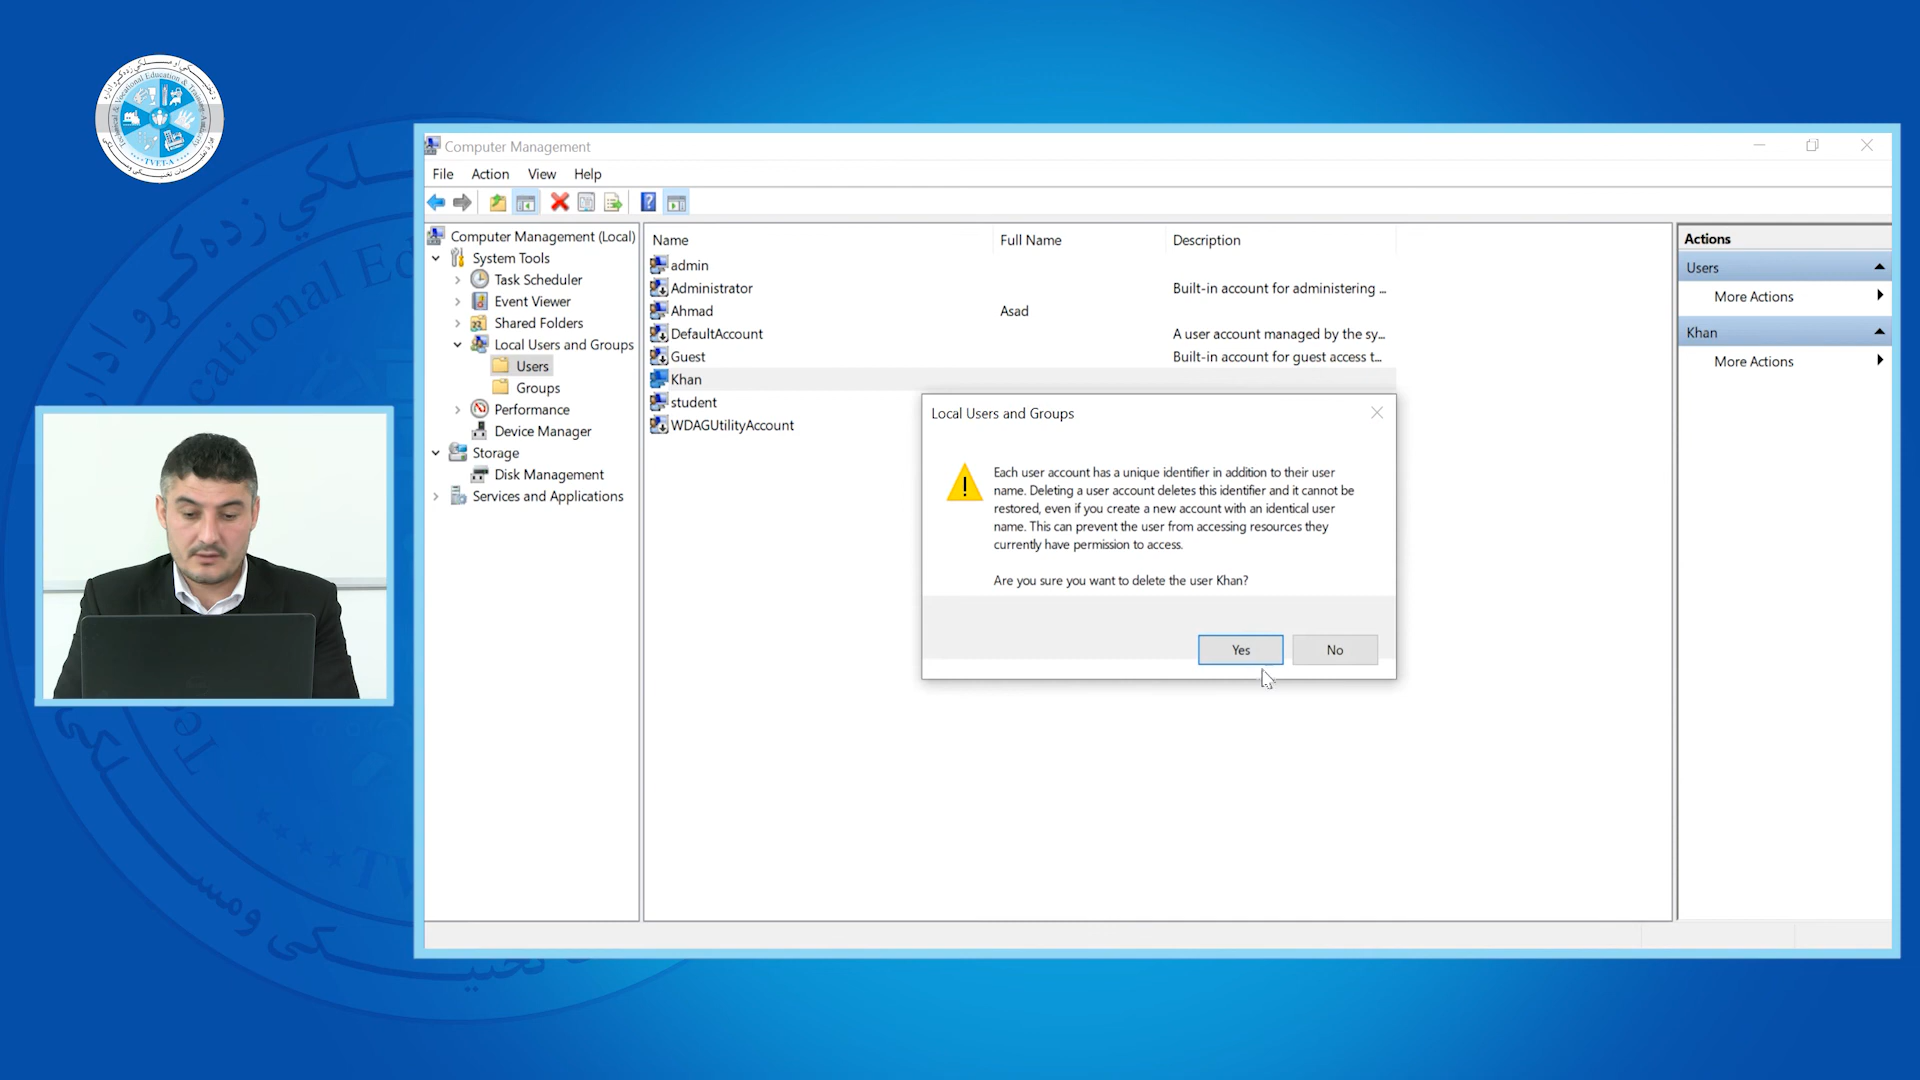 Technical & Vocational Education & Training Authority
TVET-A
Computer Management
File Action View Help
Computer Management (Local)
System Tools
Task Scheduler
Event Viewer
Shared Folders
Local Users and Groups
Users
Groups
Performance
Device Manager
Storage
Disk Management
Services and Applications
Name Full Name Description
admin
Administrator Built-in account for administering ...
Ahmad Asad
DefaultAccount A user account managed by the sy...
Guest Built-in account for guest access t...
Khan
student
WDAGUtilityAccount
Local Users and Groups
Each user account has a unique identifier in addition to their user
name. Deleting a user account deletes this identifier and it cannot be
restored, even if you create a new account with an identical user
name. This can prevent the user from accessing resources they
currently have permission to access.
Are you sure you want to delete the user Khan?
Yes No
Actions
Users
More Actions
Khan
More Actions